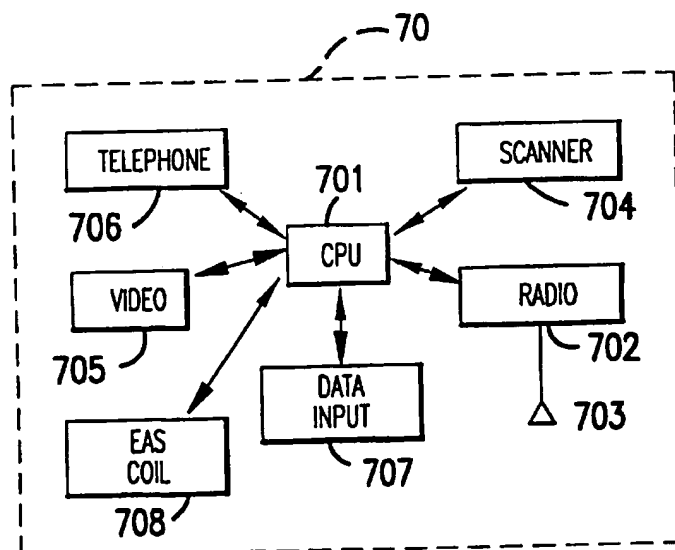 70
TELEPHONE
706
701
CPU
SCANNER
704
VIDEO
705
RADIO
702
703
DATA
INPUT
707
EAS
COIL
708